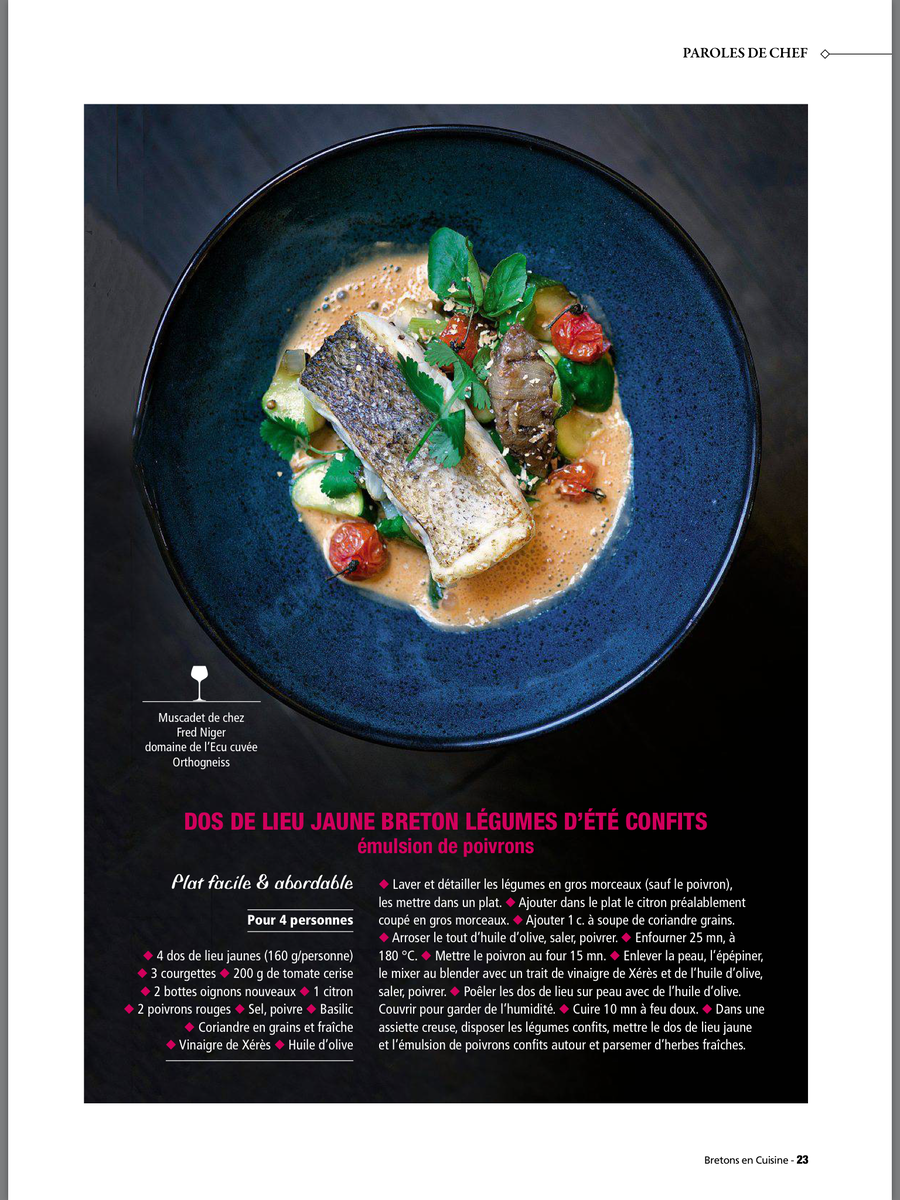 PAROLES DE CHEF
Muscadet de chez
Fred Niger
domaine de l'Ecu cuvée
Orthogneiss
DOS DE LIEU JAUNE BRETON LÉGUMES D'ÉTÉ CONFITS
émulsion de poivrons
Plat facile & abordable
Pour 4 personnes
◆ 4 dos de lieu jaunes (160 g/personne)
◆ 3 courgettes ◆ 200 g de tomate cerise
◆ 2 bottes oignons nouveaux ◆ 1 citron
◆ 2 poivrons rouges ◆ Sel, poivre ◆ Basilic
◆ Coriandre en grains et fraîche
◆ Vinaigre de Xérès ◆ Huile d'olive
◆ Laver et détailler les légumes en gros morceaux (sauf le poivron),
les mettre dans un plat. ◆ Ajouter dans le plat le citron préalablement
coupé en gros morceaux. ◆ Ajouter 1 c. à soupe de coriandre grains.
◆ Arroser le tout d'huile d'olive, saler, poivrer. ◆ Enfourner 25 mn, à
180 °C. ◆ Mettre le poivron au four 15 mn. ◆ Enlever la peau, l'épépiner,
le mixer au blender avec un trait de vinaigre de Xérès et de l'huile d'olive,
saler, poivrer. ◆ Poêler les dos de lieu sur peau avec de l'huile d'olive.
Couvrir pour garder de l'humidité. ◆ Cuire 10 mn à feu doux. ◆ Dans une
assiette creuse, disposer les légumes confits, mettre le dos de lieu jaune
et l'émulsion de poivrons confits autour et parsemer d'herbes fraîches.
Bretons en Cuisine - 23